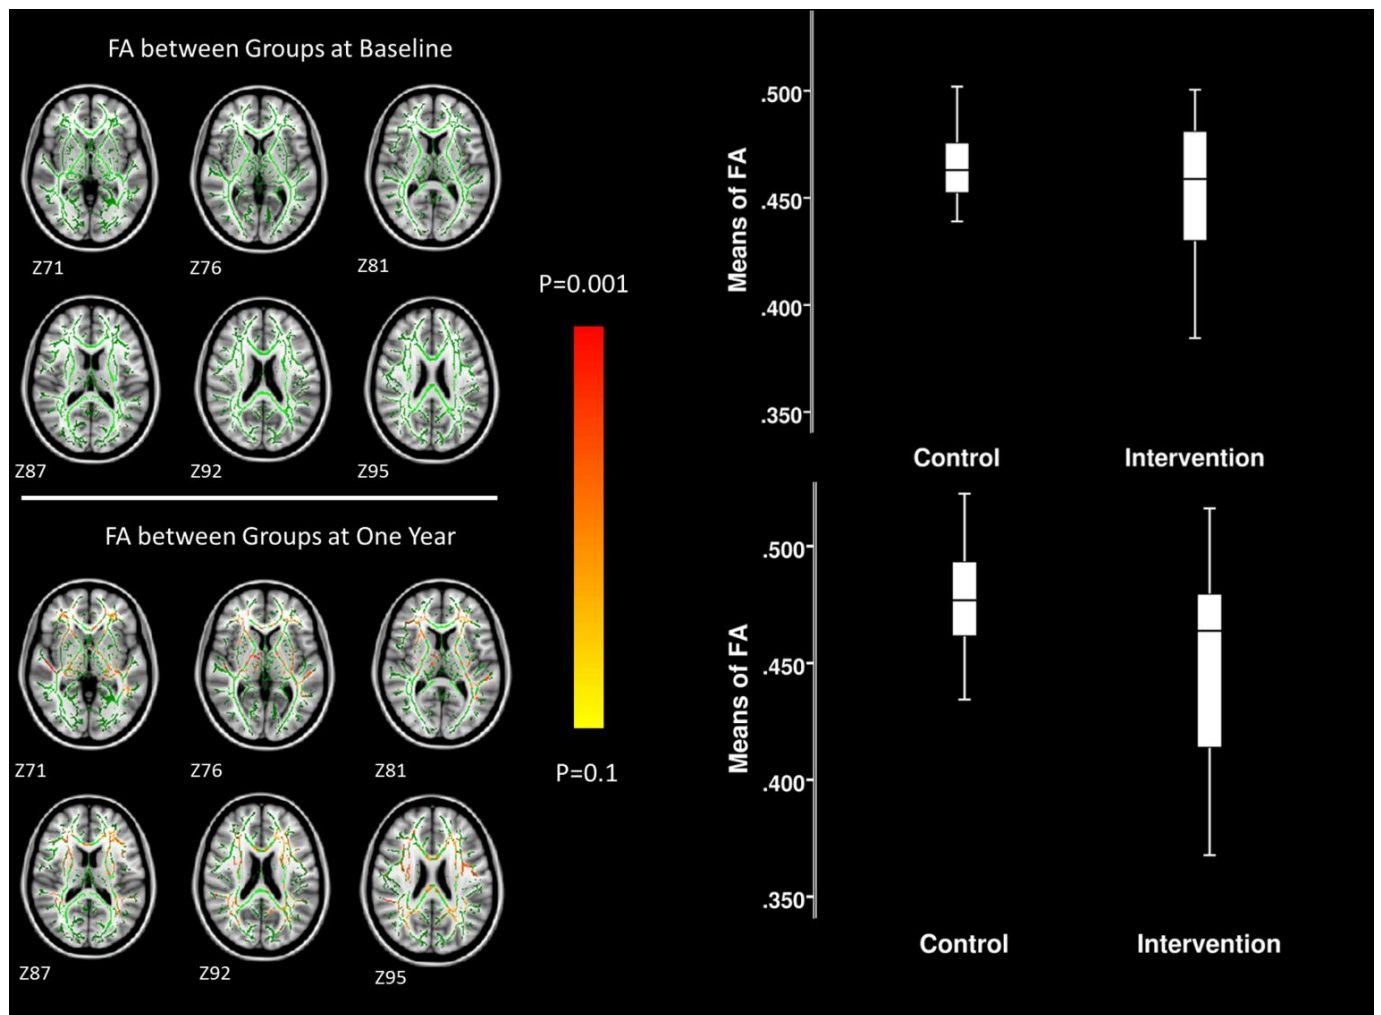 FA between Groups at Baseline
Z71
Z76
Z81
Z87
Z92
Z95
FA between Groups at One Year
Z71
Z76
Z81
Z87
Z92
Z95
P=0.001
P=0.1
Means of FA
.500
.450
.400
.350
Control
Intervention
Means of FA
.500
.450
.400
.350
Control
Intervention